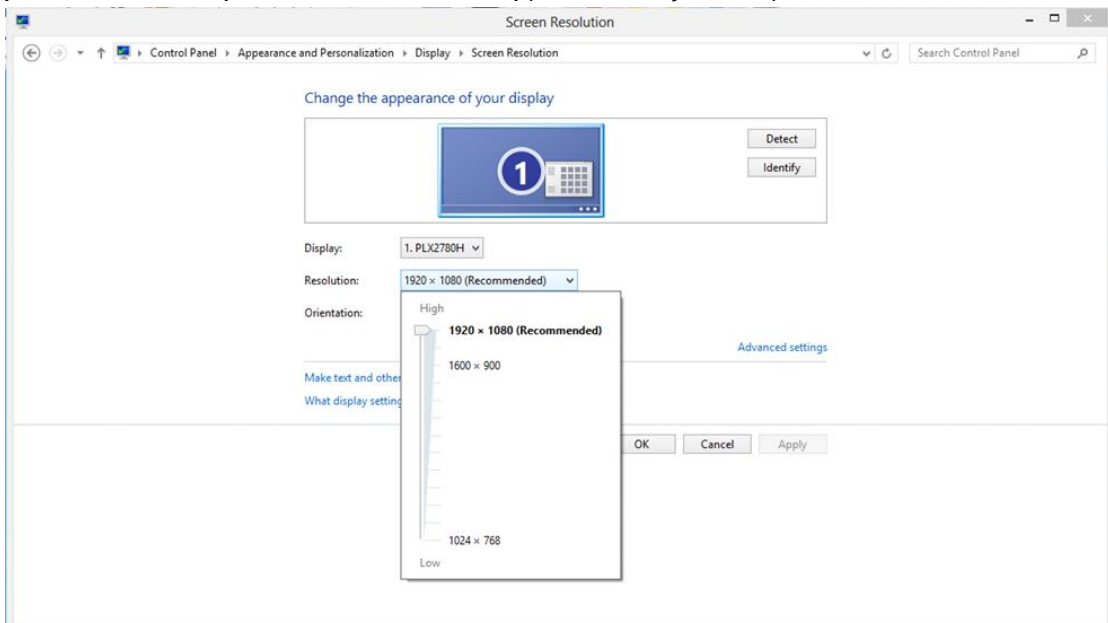 Screen Resolution
Control Panel Appearance and Personalization Display Screen Resolution
Search Control Panel
Change the appearance of your display
1
Detect
Identify
Display: 1. PLX2780H
Resolution: 1920 × 1080 (Recommended)
Orientation:
High
1920 × 1080 (Recommended)
1600 × 900
1024 × 768
Low
Advanced settings
Make text and other
What display setting
OK Cancel Apply